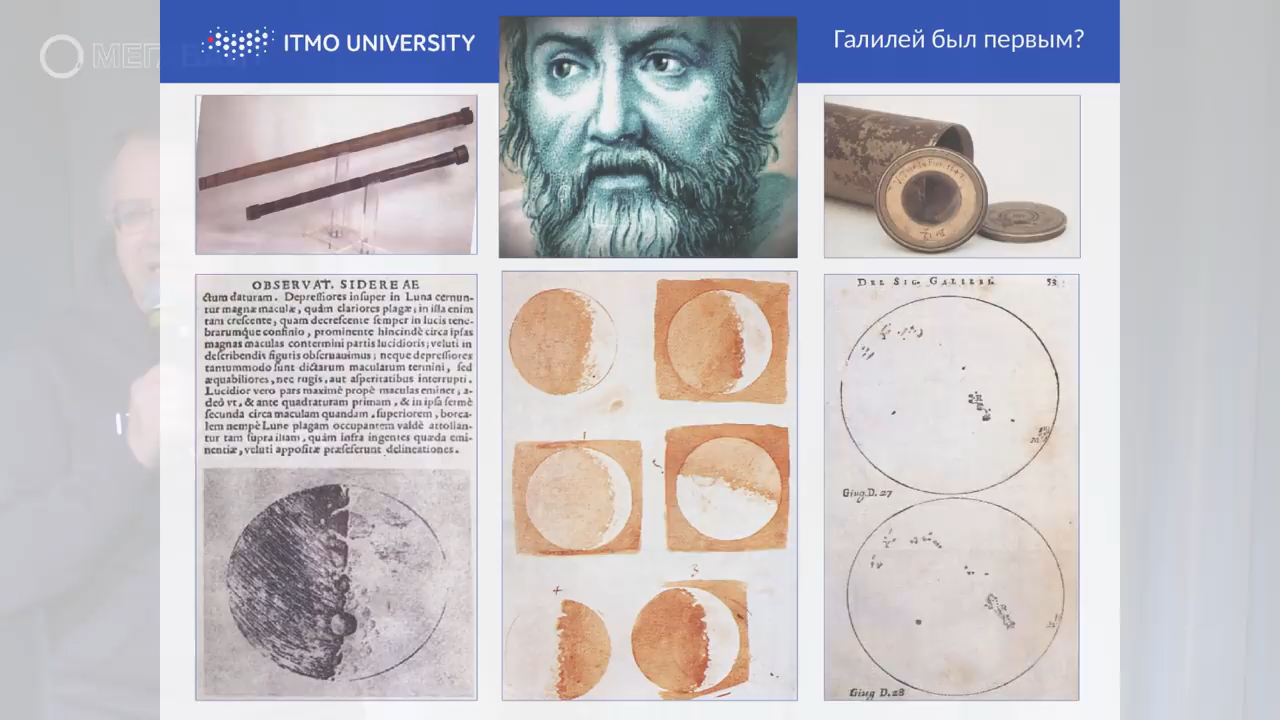 ITMO UNIVERSITY
Галилей был первым?
OBSERVAT. SIDEREAE
ctum daturam. Depressiores insuper in Luna cernun-
tur magnæ maculæ, quàm clariores plagæ; in illa enim
tam crescente, quam decrescente semper in lucis tene-
brarumque confinio, prominente hincindè circa ipsas
magnas maculas contermini partis lucidioris; veluti in
describendis figuris obseruauimus; neque depressiores
tantummodo sunt dictarum macularum termini, sed
æquabiliores, nec rugis, aut asperitatibus interrupti.
Lucidior vero pars maximè propè maculas eminet; a-
deò vt, & ante quadraturam primam, & in ipsa fermè
secunda circa maculam quandam, superiorem, borea-
lem nempè Lunæ plagam occupantem valdè attollan-
tur tam supra illam, quàm infra ingentes quæda emi-
nentiæ, veluti appositæ præseferunt delineationes.
DEL SIG. GALILEI.
53
Giug D. 27
Giug D. 28